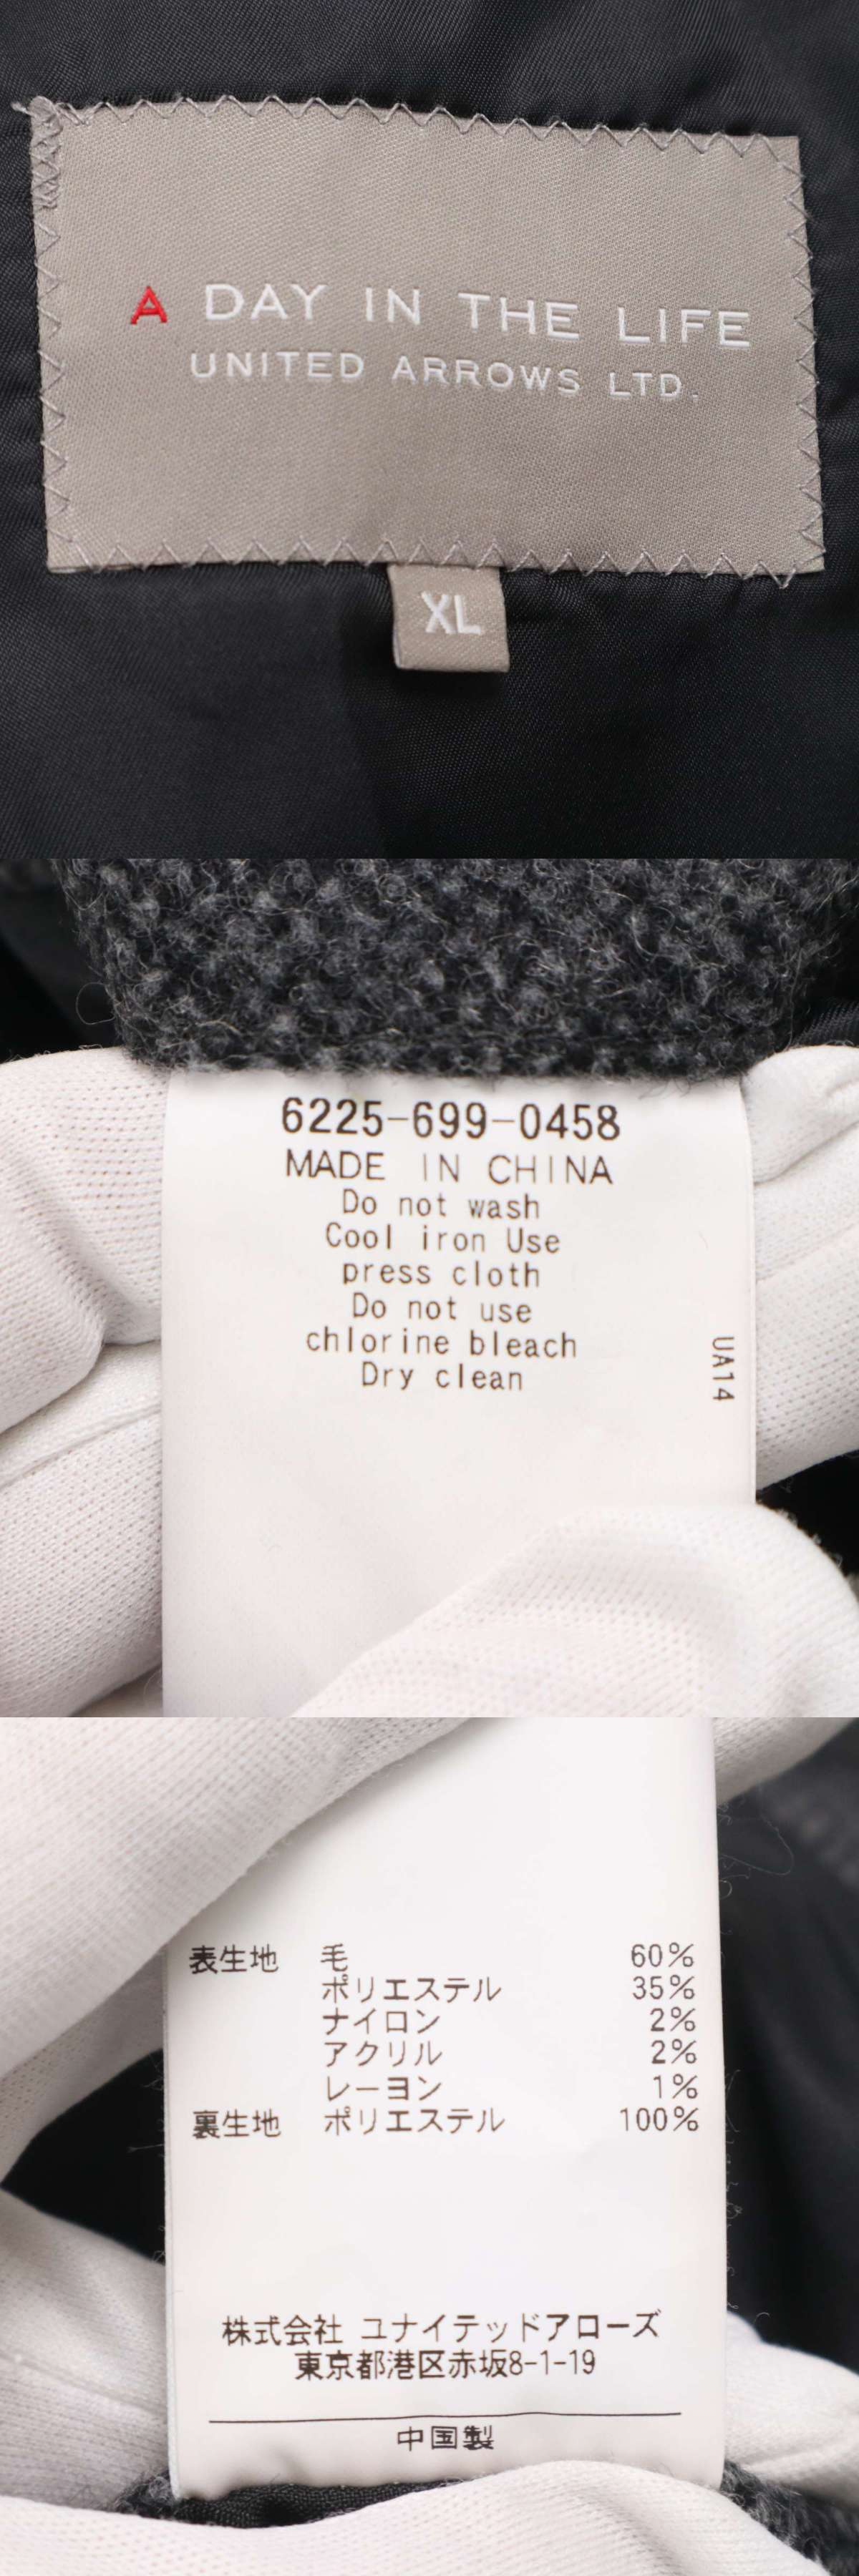 A DAY IN THE LIFE
UNITED ARROWS LTD.
XL
6225-699-0458
MADE IN CHINA
Do not wash
Cool iron Use
press cloth
Do not use
chlorine bleach
Dry clean
UA14
表生地 毛 60%
ポリエステル 35%
ナイロン 2%
アクリル 2%
レーヨン 1%
裏生地 ポリエステル 100%
株式会社 ユナイテッドアローズ
東京都港区赤坂8-1-19
中国製